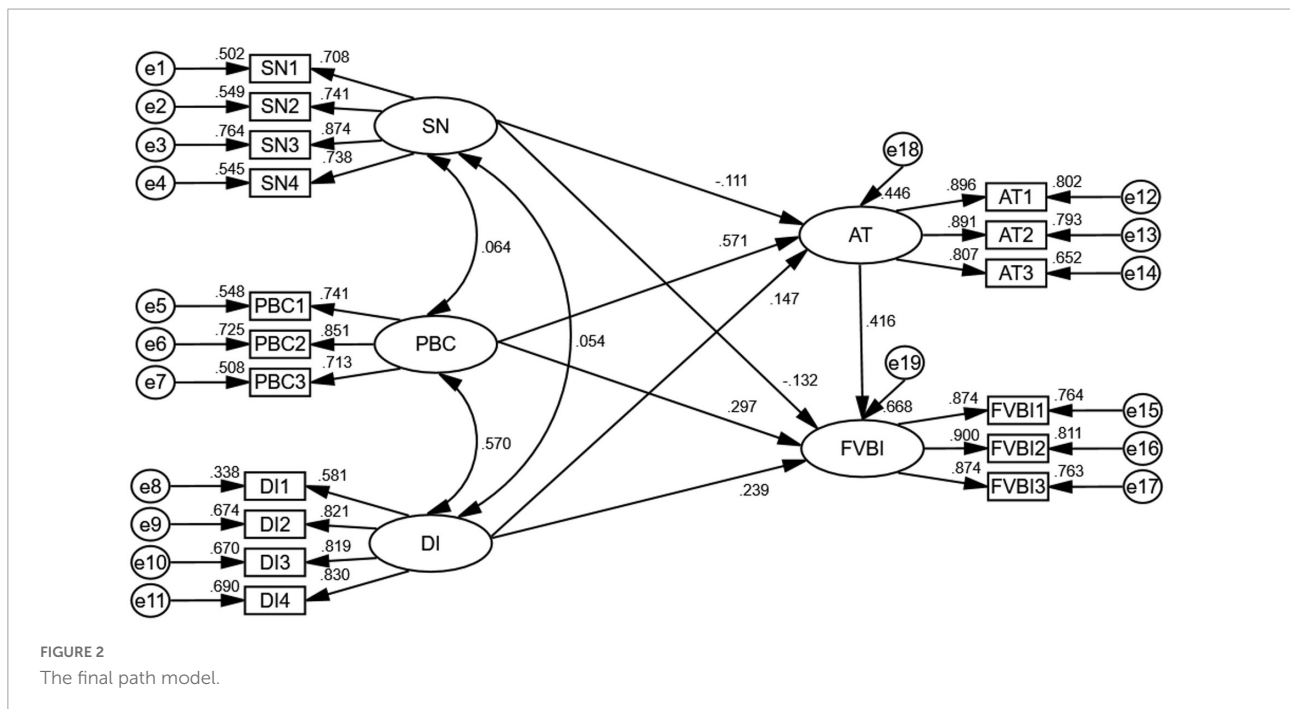 e1 .502 SN1 .708
e2 .549 SN2 .741
e3 .764 SN3 .874
e4 .545 SN4 .738
SN
-.111
.064
e18
.446
AT
.896 AT1 .802 e12
.891 AT2 .793 e13
.807 AT3 .652 e14
e5 .548 PBC1 .741
e6 .725 PBC2 .851
e7 .508 PBC3 .713
PBC
.571
.147
.054
.416
-.132
.297
.570
e19
.668
FVBI
.874 FVBI1 .764 e15
.900 FVBI2 .811 e16
.874 FVBI3 .763 e17
e8 .338 DI1 .581
e9 .674 DI2 .821
e10 .670 DI3 .819
e11 .690 DI4 .830
DI
.239
FIGURE 2
The final path model.